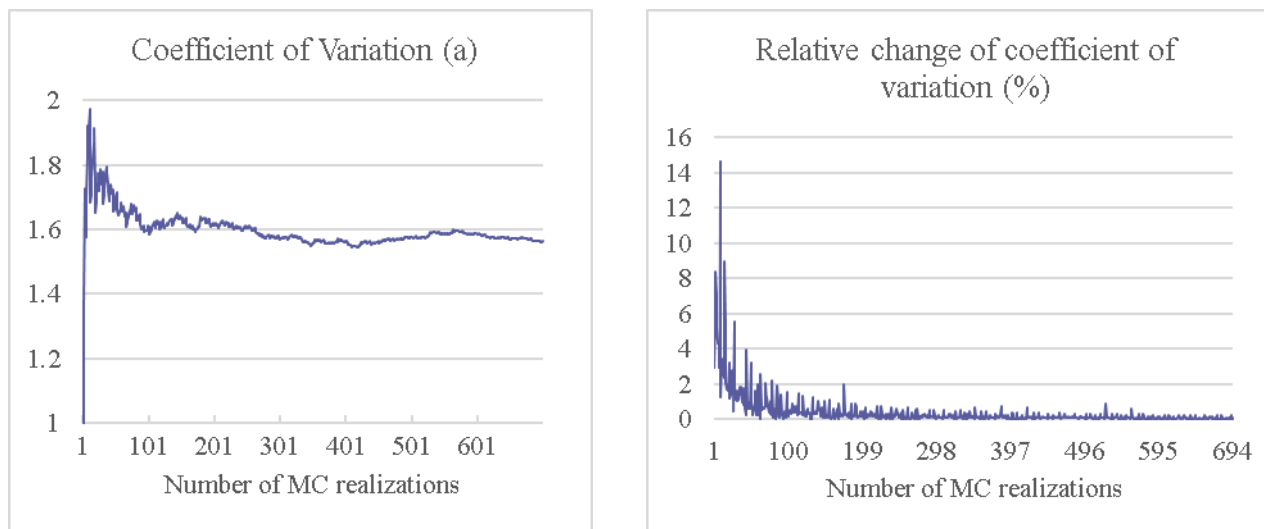 Coefficient of Variation (a)
2
1.8
1.6
1.4
1.2
1
1 101 201 301 401 501 601
Number of MC realizations
Relative change of coefficient of
variation (%)
16
14
12
10
8
6
4
2
0
1 100 199 298 397 496 595 694
Number of MC realizations